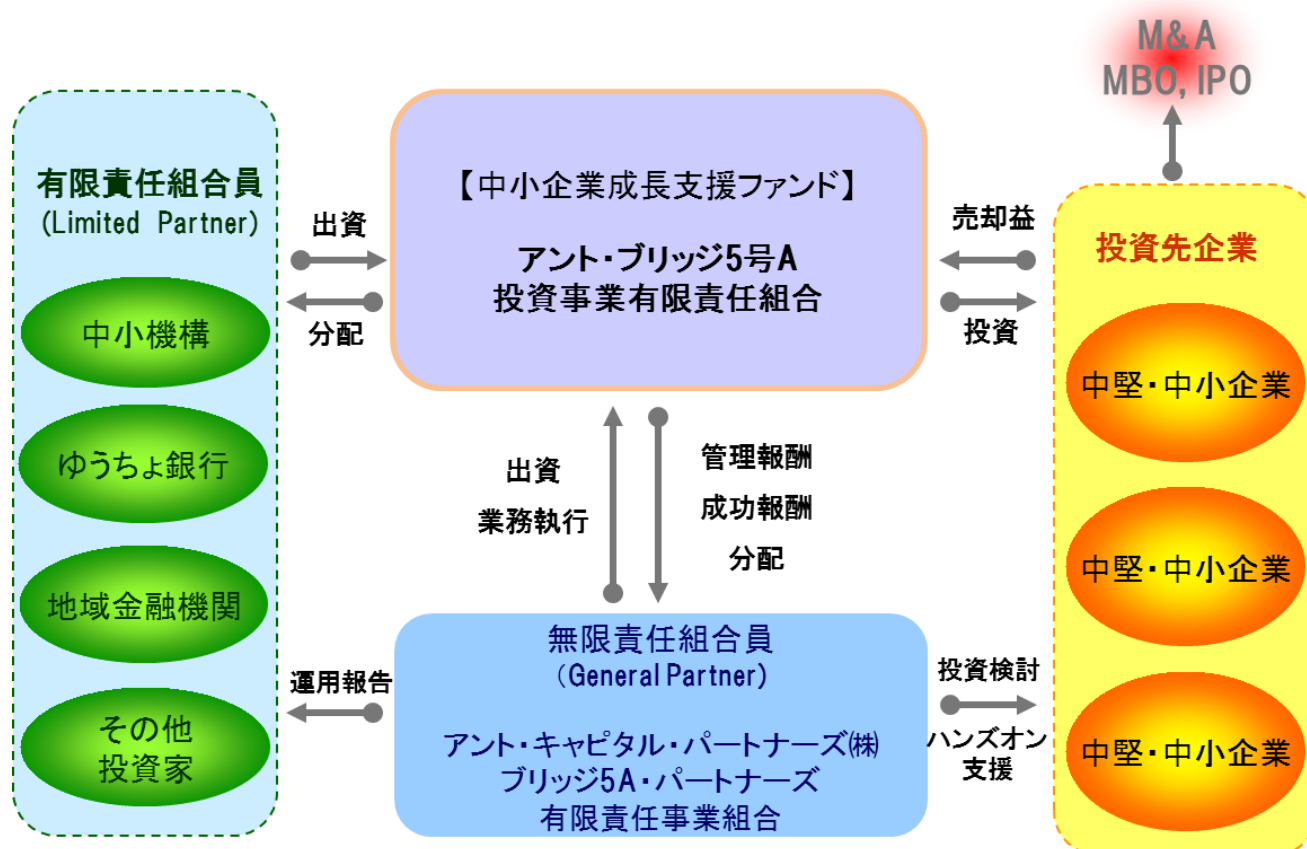 M&A
MBO, IPO
有限責任組合員
(Limited Partner)
中小機構
ゆうちょ銀行
地域金融機関
その他
投資家
出資
分配
【中小企業成長支援ファンド】
アント・ブリッジ5号A
投資事業有限責任組合
売却益
投資
投資先企業
中堅・中小企業
中堅・中小企業
中堅・中小企業
出資
業務執行
管理報酬
成功報酬
分配
運用報告
無限責任組合員
(General Partner)
アント・キャピタル・パートナーズ㈱
ブリッジ5A・パートナーズ
有限責任事業組合
投資検討
ハンズオン
支援